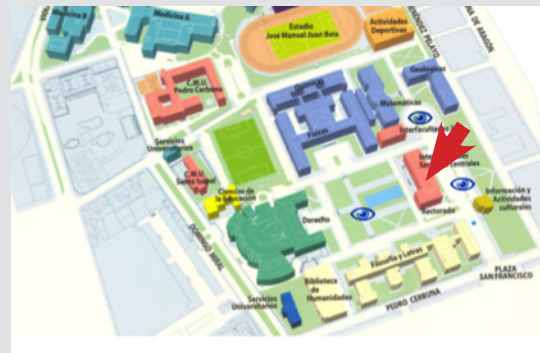 Medicina B
Medicina A
Estadio
José Manuel Juan Boix
Actividades
Deportivas
C.M.U.
Pedro Cerbuna
Químicas
Geológicas
Matemáticas
Físicas
Interfacultades
Servicios
Universitarios
C.M.U.
Santa Isabel
Ciencias de
la Educación
Centrales
Información y
Actividades
culturales
Rectorado
Derecho
Filosofía y Letras
Biblioteca
de
Humanidades
Servicios
Universitarios
PEDRO CERBUNA
PLAZA
SAN FRANCISCO